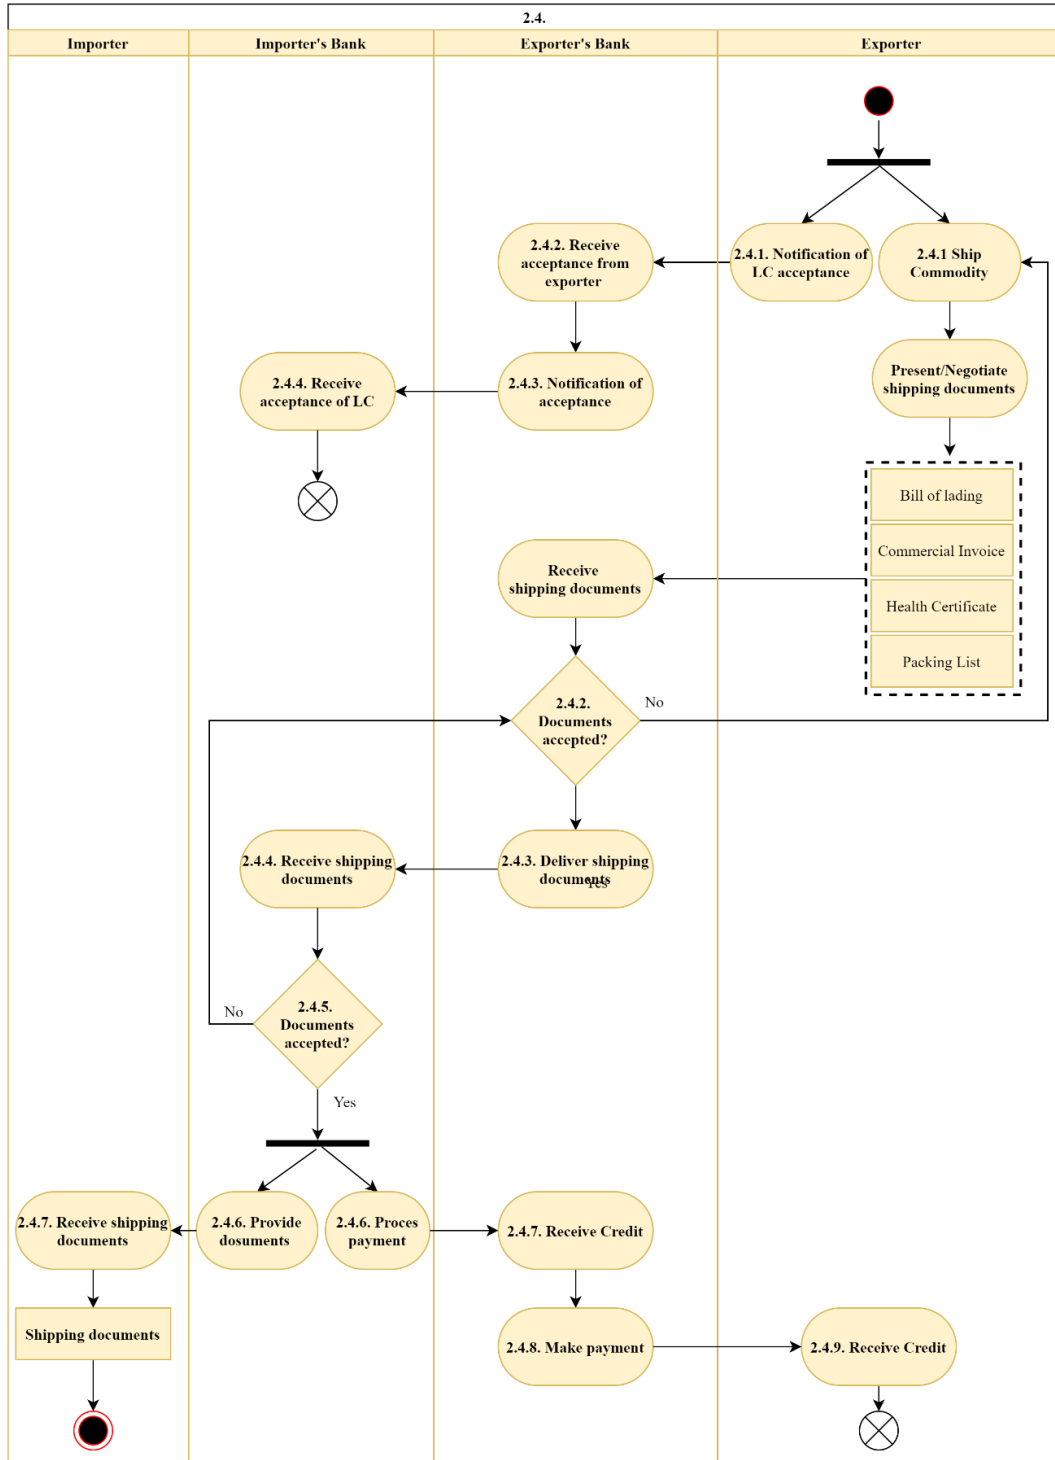 2.4.
Importer
Importer's Bank
Exporter's Bank
Exporter
2.4.2. Receive
acceptance from
exporter
2.4.1. Notification of
LC acceptance
2.4.1 Ship
Commodity
2.4.4. Receive
acceptance of LC
2.4.3. Notification of
acceptance
Present/Negotiate
shipping documents
Bill of lading
Commercial Invoice
Health Certificate
Packing List
Receive
shipping documents
2.4.2.
Documents
accepted?
No
2.4.4. Receive shipping
documents
2.4.3. Deliver shipping
documents
Yes
2.4.5.
Documents
accepted?
No
Yes
2.4.7. Receive shipping
documents
2.4.6. Provide
dosuments
2.4.6. Proces
payment
2.4.7. Receive Credit
Shipping documents
2.4.8. Make payment
2.4.9. Receive Credit